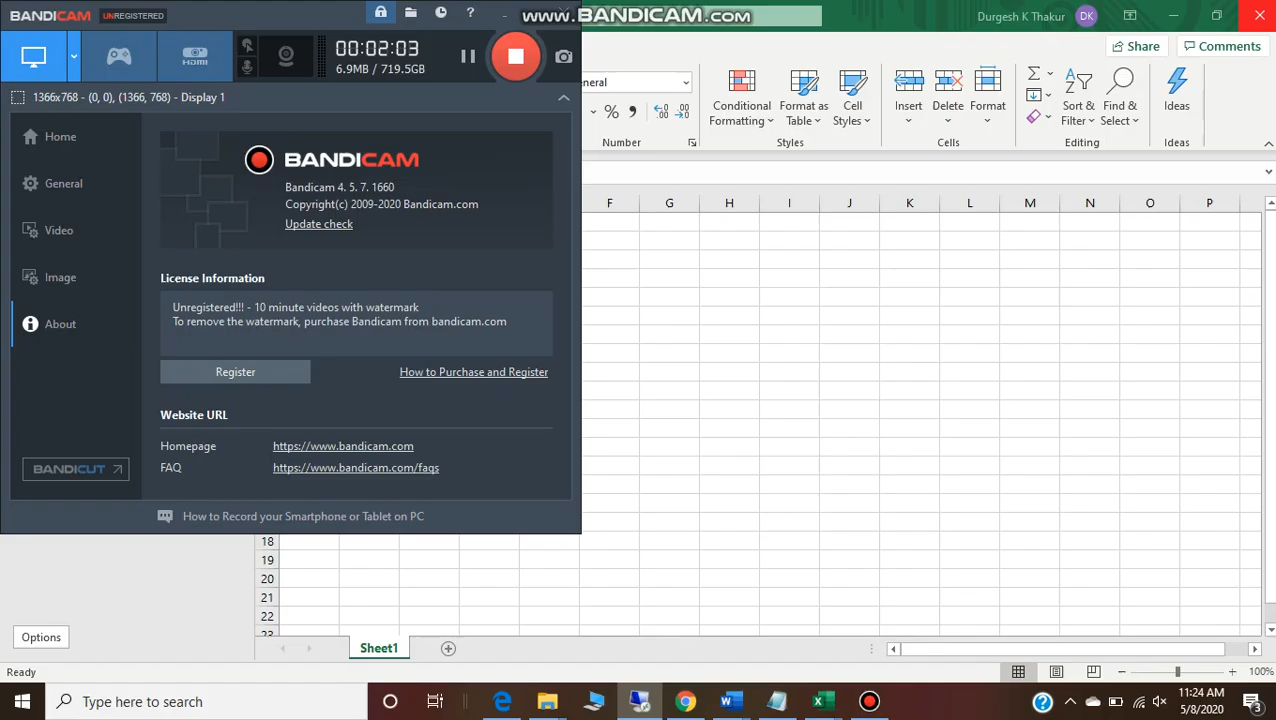 BANDICAM UNREGISTERED
?
www.BANDICAM.com
Durgesh K Thakur
DK
HDMI
00:02:03
6.9MB / 719.5GB
1366x768 - (0, 0), (1366, 768) - Display 1
Home
General
Video
Image
About
BANDICUT
BANDICAM
Bandicam 4. 5. 7. 1660
Copyright(c) 2009-2020 Bandicam.com
Update check
License Information
Unregistered!!! - 10 minute videos with watermark
To remove the watermark, purchase Bandicam from bandicam.com
Register
How to Purchase and Register
Website URL
Homepage https://www.bandicam.com
FAQ https://www.bandicam.com/faqs
How to Record your Smartphone or Tablet on PC
Share
Comments
eneral
% ,
Number
Conditional Formatting
Format as Table
Cell Styles
Styles
Insert
Delete
Format
Cells
Sort & Filter
Find & Select
Editing
Ideas
Ideas
F G H I J K L M N O P
18
19
20
21
22
23
Options
Sheet1
Ready
100%
Type here to search
11:24 AM
5/8/2020
3